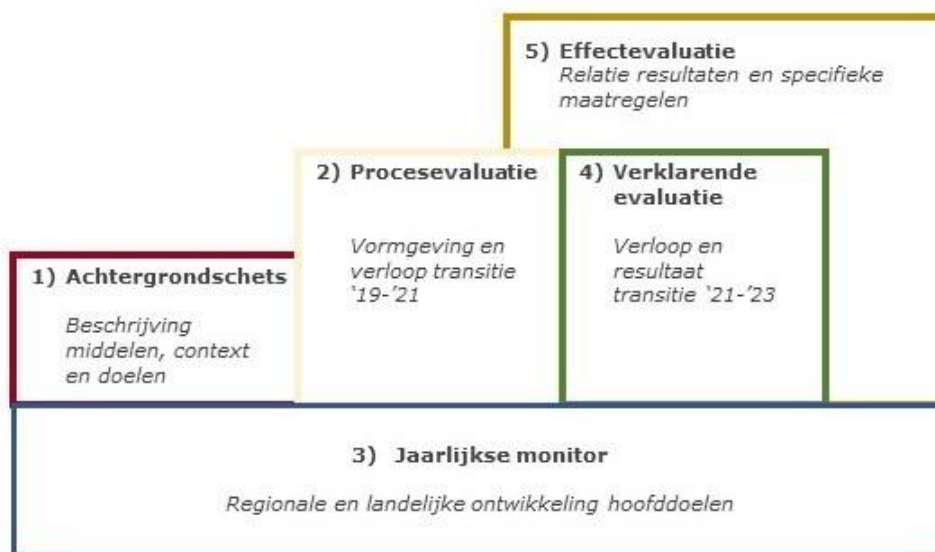 5) Effectevaluatie
Relatie resultaten en specifieke
maatregelen
2) Procesevaluatie
Vormgeving en
verloop transitie
‘19-’21
4) Verklarende
evaluatie
Verloop en
resultaat
transitie ‘21-’23
1) Achtergrondschets
Beschrijving
middelen, context
en doelen
3) Jaarlijkse monitor
Regionale en landelijke ontwikkeling hoofddoelen